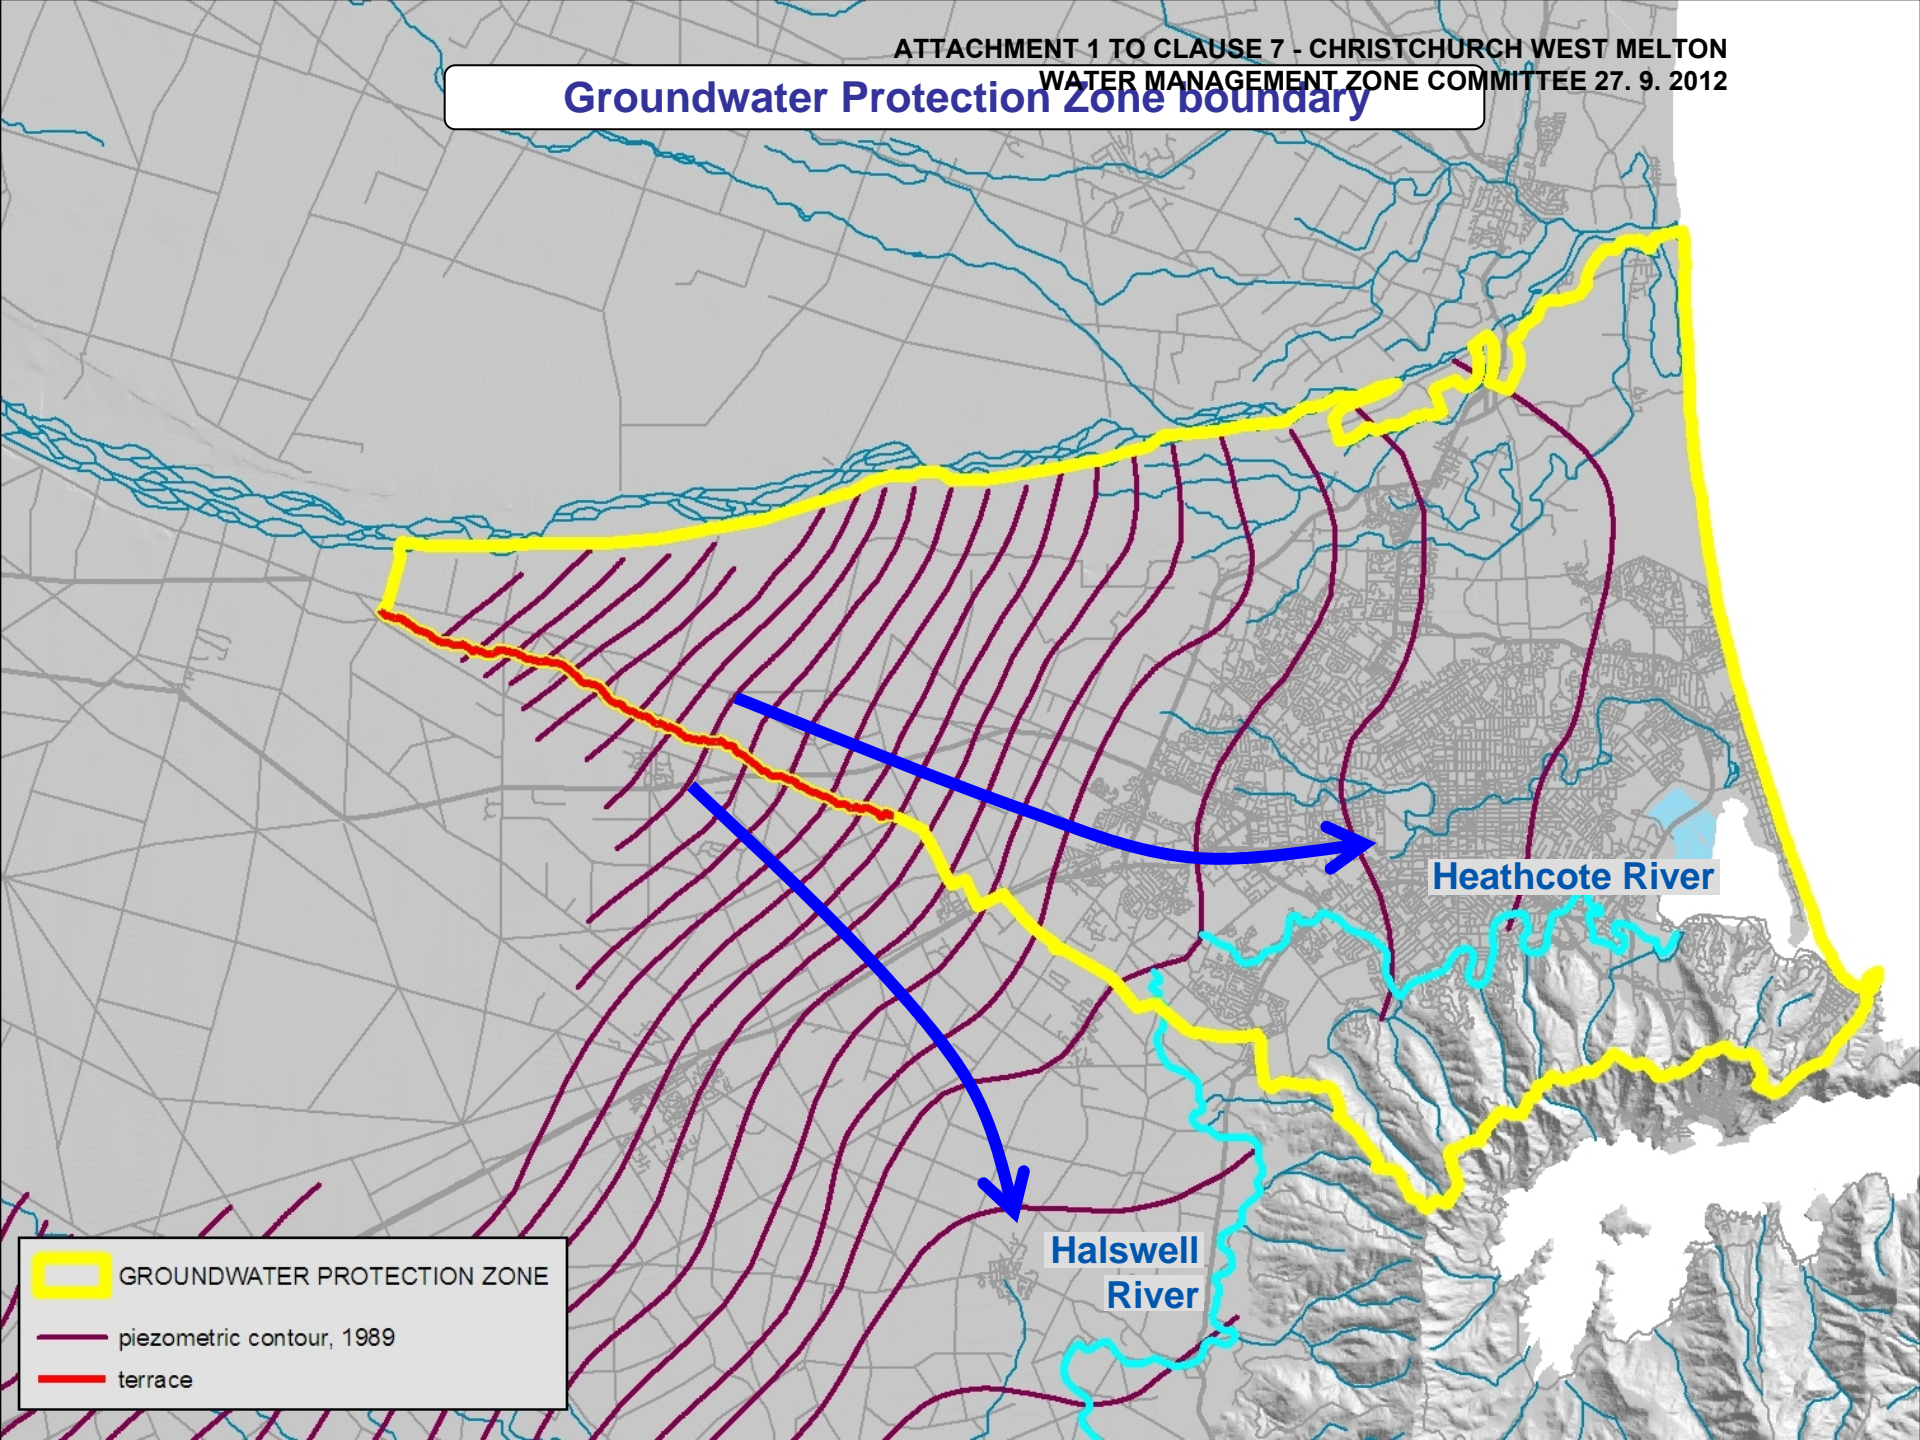 ATTACHMENT 1 TO CLAUSE 7 - CHRISTCHURCH WEST MELTON
WATER MANAGEMENT ZONE COMMITTEE 27. 9. 2012
Groundwater Protection Zone boundary
Heathcote River
Halswell
River
GROUNDWATER PROTECTION ZONE
piezometric contour, 1989
terrace